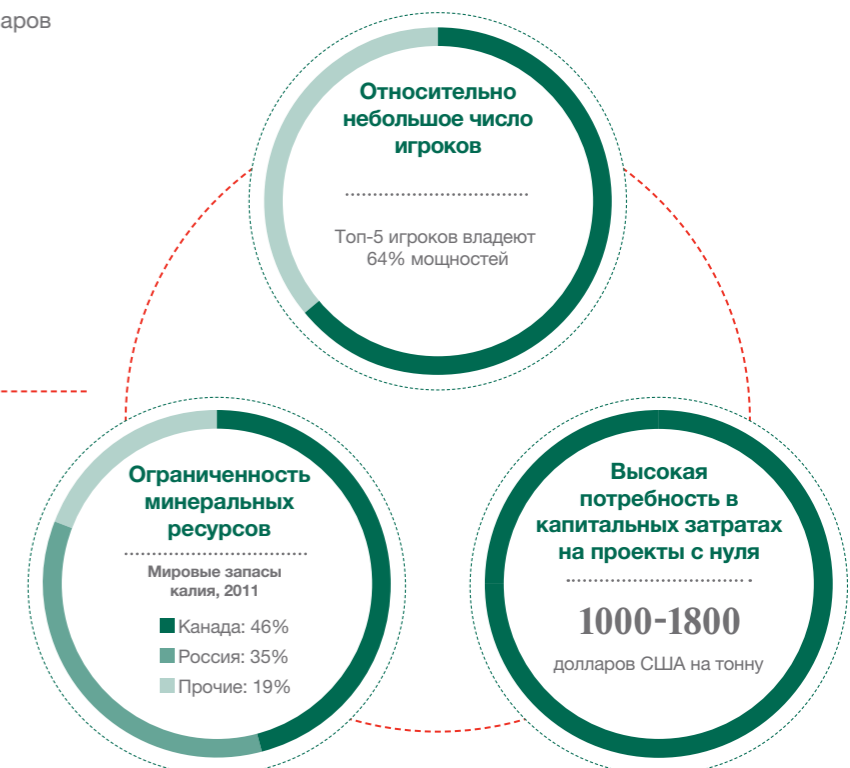 Относительно
небольшое число
игроков
Топ-5 игроков владеют
64% мощностей
Ограниченность
минеральных
ресурсов
Мировые запасы
калия, 2011
Канада: 46%
Россия: 35%
Прочие: 19%
Высокая
потребность в
капитальных затратах
на проекты с нуля
1000-1800
долларов США на тонну